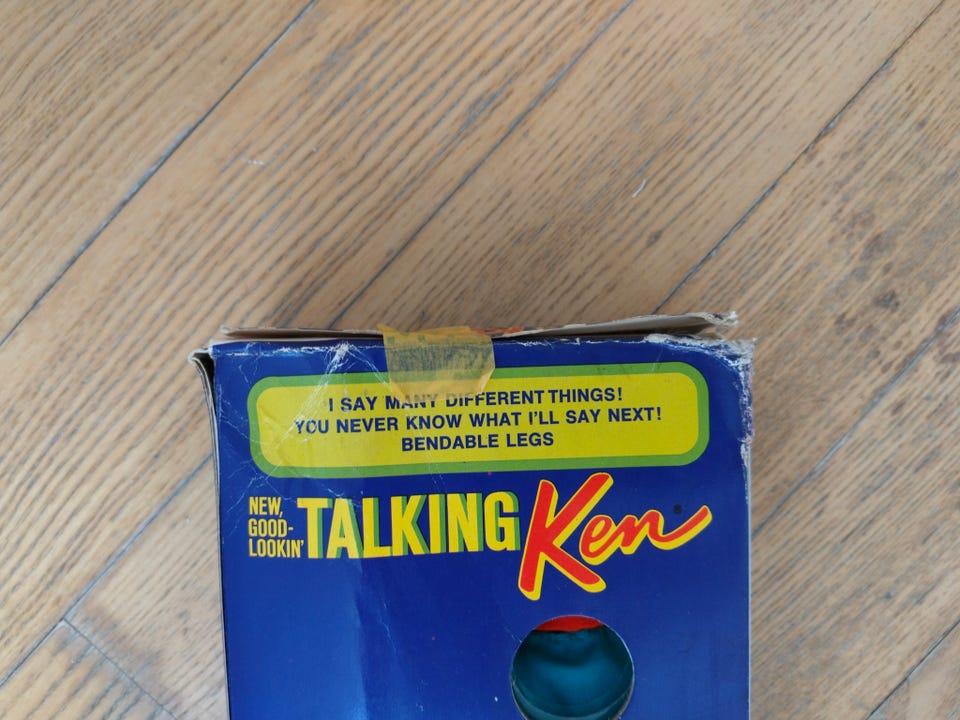 I SAY MANY DIFFERENT THINGS!
YOU NEVER KNOW WHAT I'LL SAY NEXT!
BENDABLE LEGS
NEW,
GOOD-
LOOKIN' TALKING Ken®